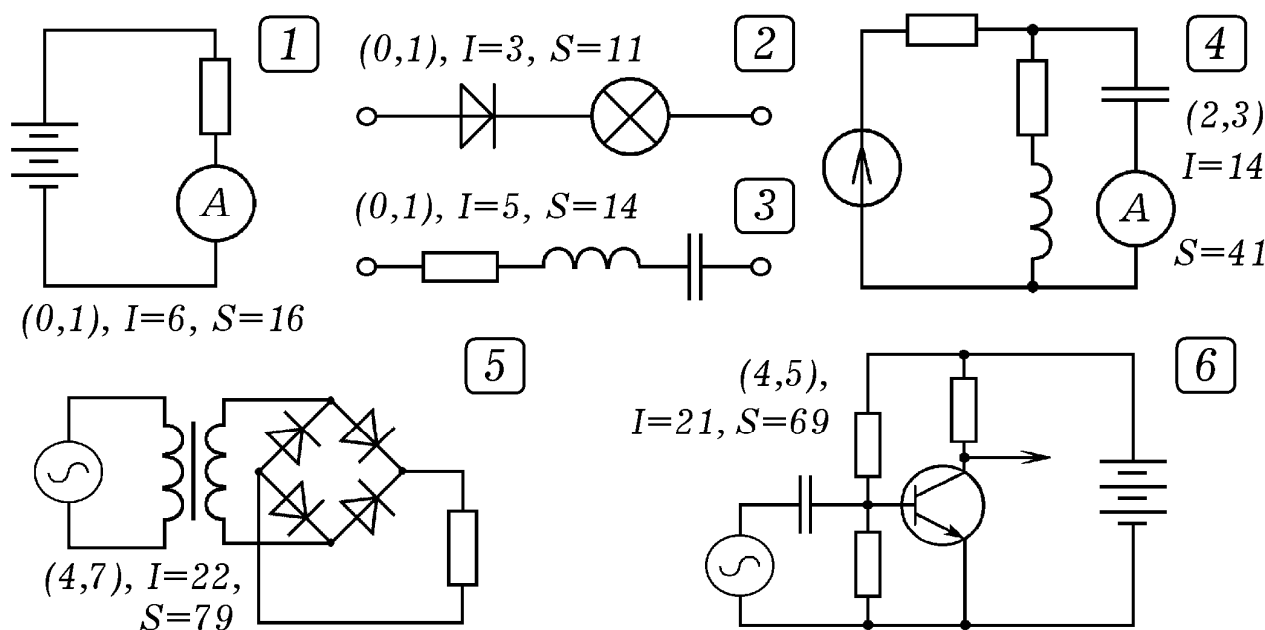 1
(0,1), I=6, S=16
A
2
(0,1), I=3, S=11
3
(0,1), I=5, S=14
4
(2,3)
I=14
S=41
A
5
(4,7), I=22,
S=79
6
(4,5),
I=21, S=69